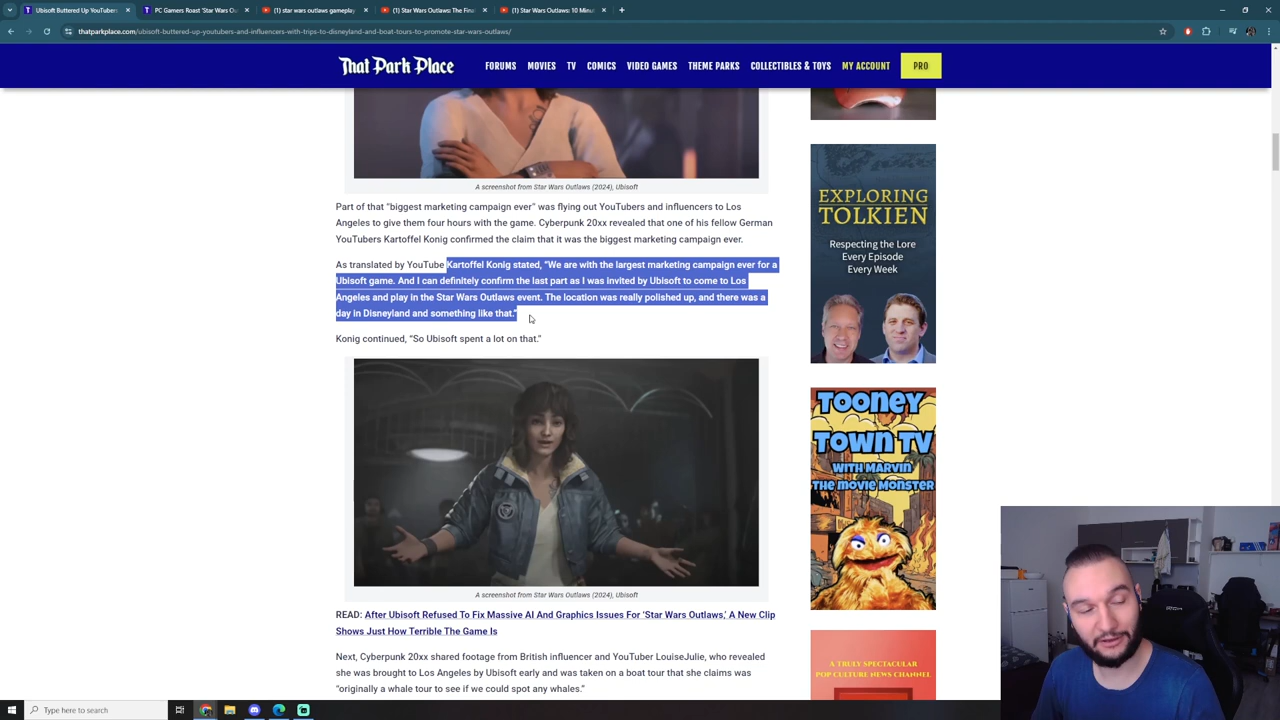 Ubisoft Buttered Up YouTubers
PC Gamers Roast 'Star Wars Ou
(1) star wars outlaws gameplay
(1) Star Wars Outlaws: The Fina
(1) Star Wars Outlaws: 10 Minu
thatparkplace.com/ubisoft-buttered-up-youtubers-and-influencers-with-trips-to-disneyland-and-boat-tours-to-promote-star-wars-outlaws/
That Park Place
FORUMS MOVIES TV COMICS VIDEO GAMES THEME PARKS COLLECTIBLES & TOYS MY ACCOUNT PRO
A screenshot from Star Wars Outlaws (2024), Ubisoft
Part of that "biggest marketing campaign ever" was flying out YouTubers and influencers to Los
Angeles to give them four hours with the game. Cyberpunk 20xx revealed that one of his fellow German
YouTubers Kartoffel Konig confirmed the claim that it was the biggest marketing campaign ever.
As translated by YouTube Kartoffel Konig stated, "We are with the largest marketing campaign ever for a
Ubisoft game. And I can definitely confirm the last part as I was invited by Ubisoft to come to Los
Angeles and play in the Star Wars Outlaws event. The location was really polished up, and there was a
day in Disneyland and something like that."
Konig continued, "So Ubisoft spent a lot on that."
A screenshot from Star Wars Outlaws (2024), Ubisoft
READ: After Ubisoft Refused To Fix Massive AI And Graphics Issues For 'Star Wars Outlaws,' A New Clip
Shows Just How Terrible The Game Is
Next, Cyberpunk 20xx shared footage from British influencer and YouTuber LouiseJulie, who revealed
she was brought to Los Angeles by Ubisoft early and was taken on a boat tour that she claims was
"originally a whale tour to see if we could spot any whales."
EXPLORING
TOLKIEN
Respecting the Lore
Every Episode
Every Week
TOONEY
TOWN TV
WITH MARVIN
THE MOVIE MONSTER
A TRULY SPECTACULAR
POP CULTURE NEWS CHANNEL
Type here to search